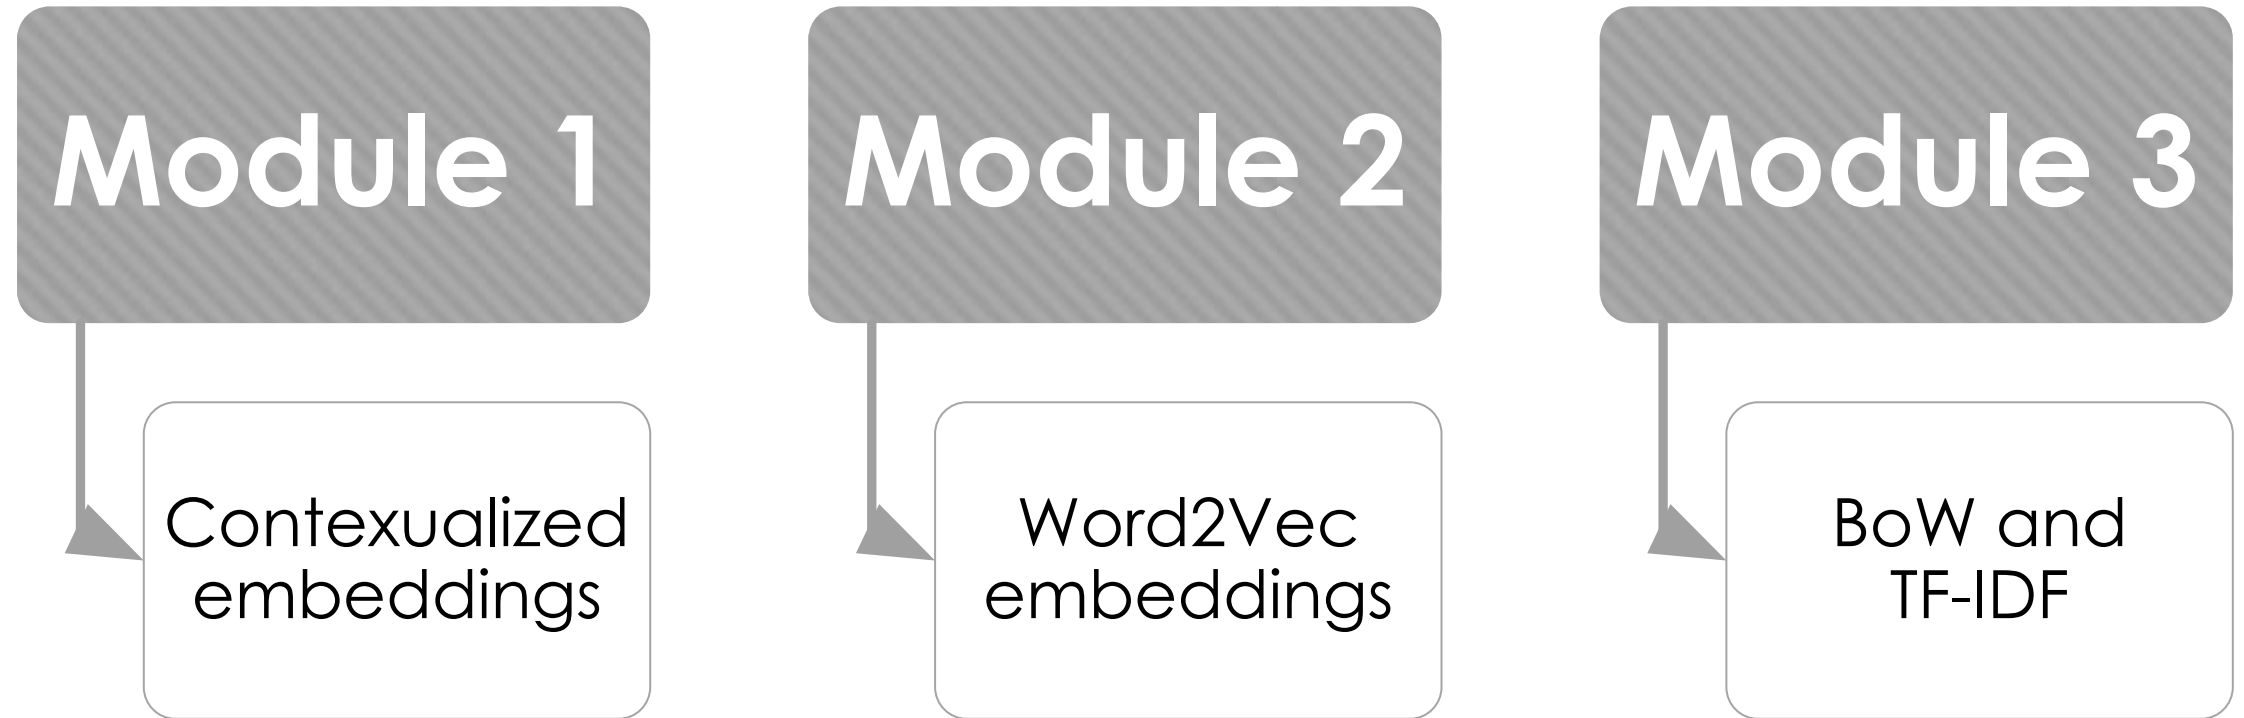 Module 1
Module 2
Module 3
Contexualized
embeddings
Word2Vec
embeddings
BoW and
TF-IDF